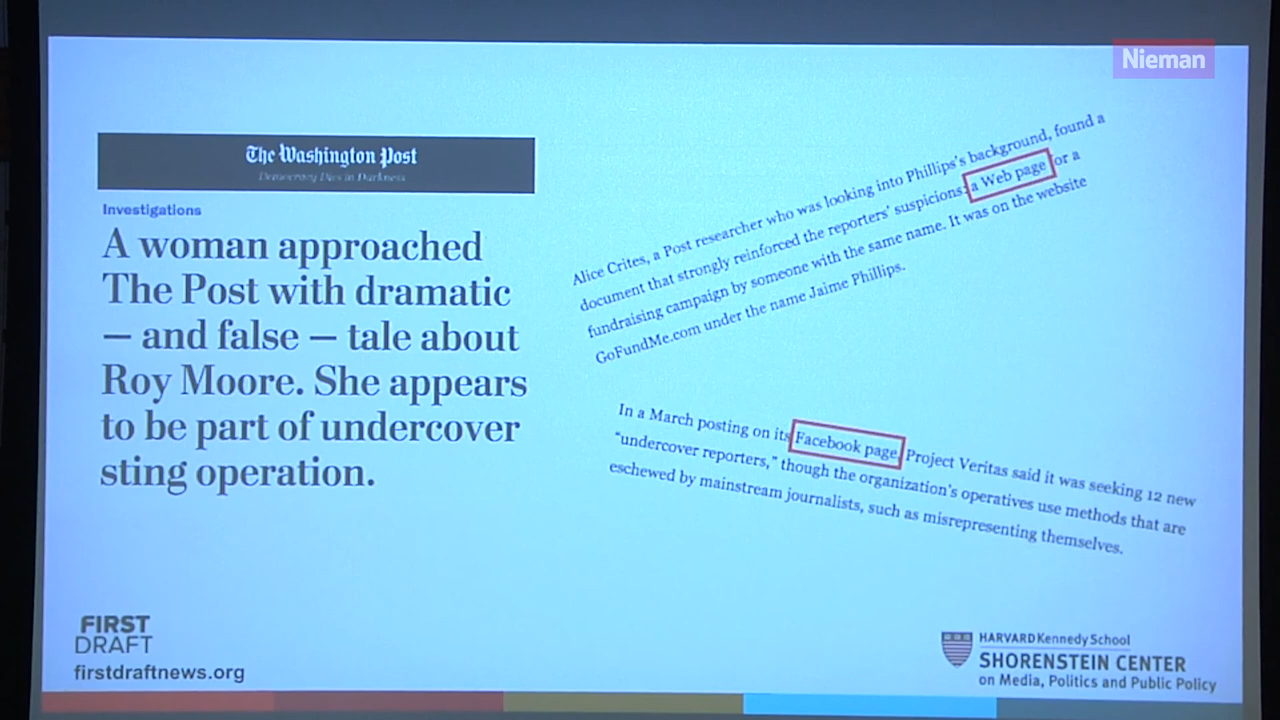 Nieman
The Washington Post
Democracy Dies in Darkness
Investigations
A woman approached
The Post with dramatic
— and false — tale about
Roy Moore. She appears
to be part of undercover
sting operation.
Alice Crites, a Post researcher who was looking into Phillips's background, found a
document that strongly reinforced the reporters' suspicions: a Web page for a
fundraising campaign by someone with the same name. It was on the website
GoFundMe.com under the name Jaime Phillips.
In a March posting on its Facebook page, Project Veritas said it was seeking 12 new
“undercover reporters,” though the organization's operatives use methods that are
eschewed by mainstream journalists, such as misrepresenting themselves.
FIRST
DRAFT
firstdraftnews.org
HARVARD Kennedy School
SHORENSTEIN CENTER
on Media, Politics and Public Policy